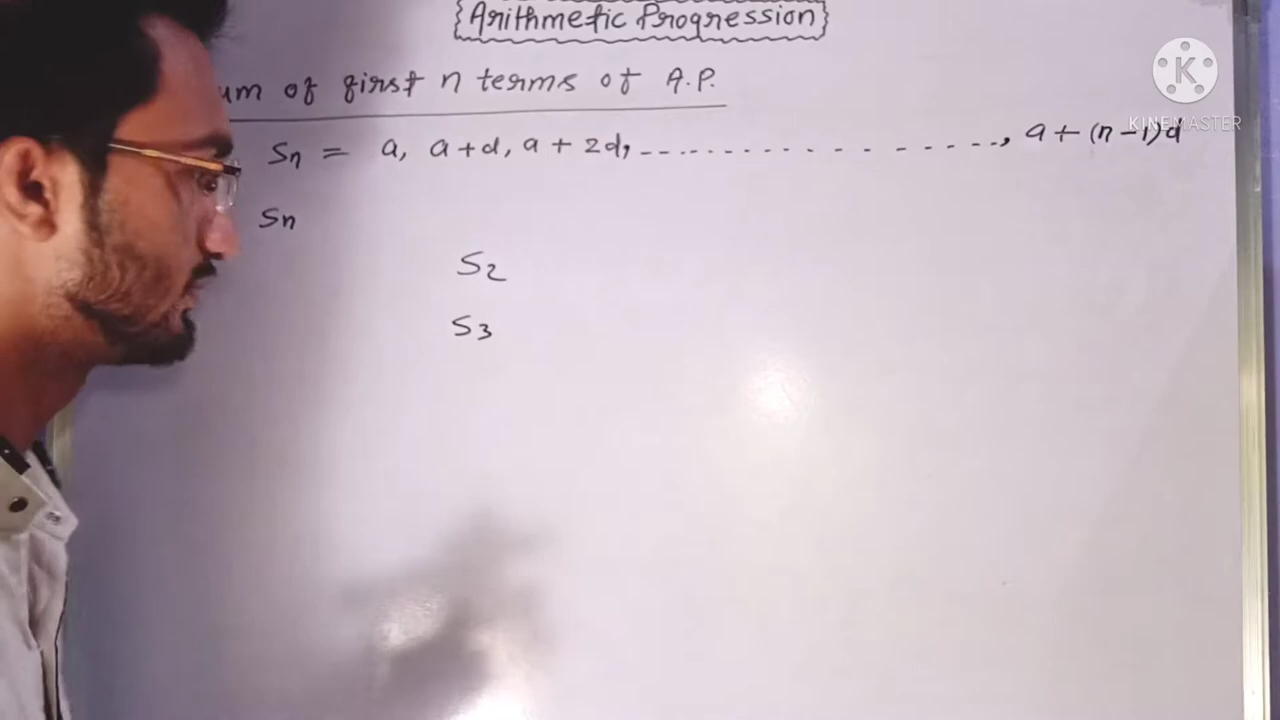 {Arithmetic Progression}
um of first n terms of A.P.
Sn = a, a+d, a + 2d, ------------------, a + (n-1)d
Sn
S2
S3
KINEMASTER